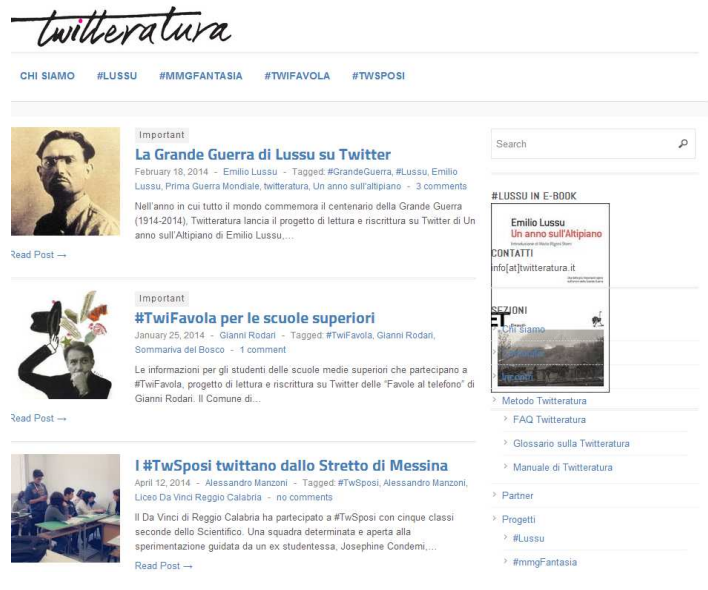 twitteratura
CHI SIAMO #LUSSU #MMGFANTASIA #TWIFAVOLA #TWSPOSI
Important
La Grande Guerra di Lussu su Twitter
February 18, 2014 - Emilio Lussu - Tagged: #GrandeGuerra, #Lussu, Emilio
Lussu, Prima Guerra Mondiale, twitteratura, Un anno sull'altipiano - 3 comments
Nell'anno in cui tutto il mondo commemora il centenario della Grande Guerra
(1914-2014), Twitteratura lancia il progetto di lettura e riscrittura su Twitter di Un
anno sull'Altipiano di Emilio Lussu,…
Read Post →
Important
#TwiFavola per le scuole superiori
January 25, 2014 - Gianni Rodari - Tagged: #TwiFavola, Gianni Rodari,
Sommariva del Bosco - 1 comment
Le informazioni per gli studenti delle scuole medie superiori che partecipano a
#TwiFavola, progetto di lettura e riscrittura su Twitter delle "Favole al telefono" di
Gianni Rodari. Il Comune di…
Read Post →
I #TwSposi twittano dallo Stretto di Messina
April 12, 2014 - Alessandro Manzoni - Tagged: #TwSposi, Alessandro Manzoni,
Liceo Da Vinci Reggio Calabria - no comments
Il Da Vinci di Reggio Calabria ha partecipato a #TwSposi con cinque classi
seconde dello Scientifico. Una squadra determinata e aperta alla
sperimentazione guidata da un ex studentessa, Josephine Condemi,…
Read Post →
Search
#LUSSU IN E-BOOK
Emilio Lussu
Un anno sull'Altipiano
Introduzione di Mario Rigoni Stern
CONTATTI
info[at]twitteratura.it
SEZIONI
ET
Chi siamo
Metodo Twitteratura
FAQ Twitteratura
Glossario sulla Twitteratura
Manuale di Twitteratura
Partner
Progetti
#Lussu
#mmgFantasia